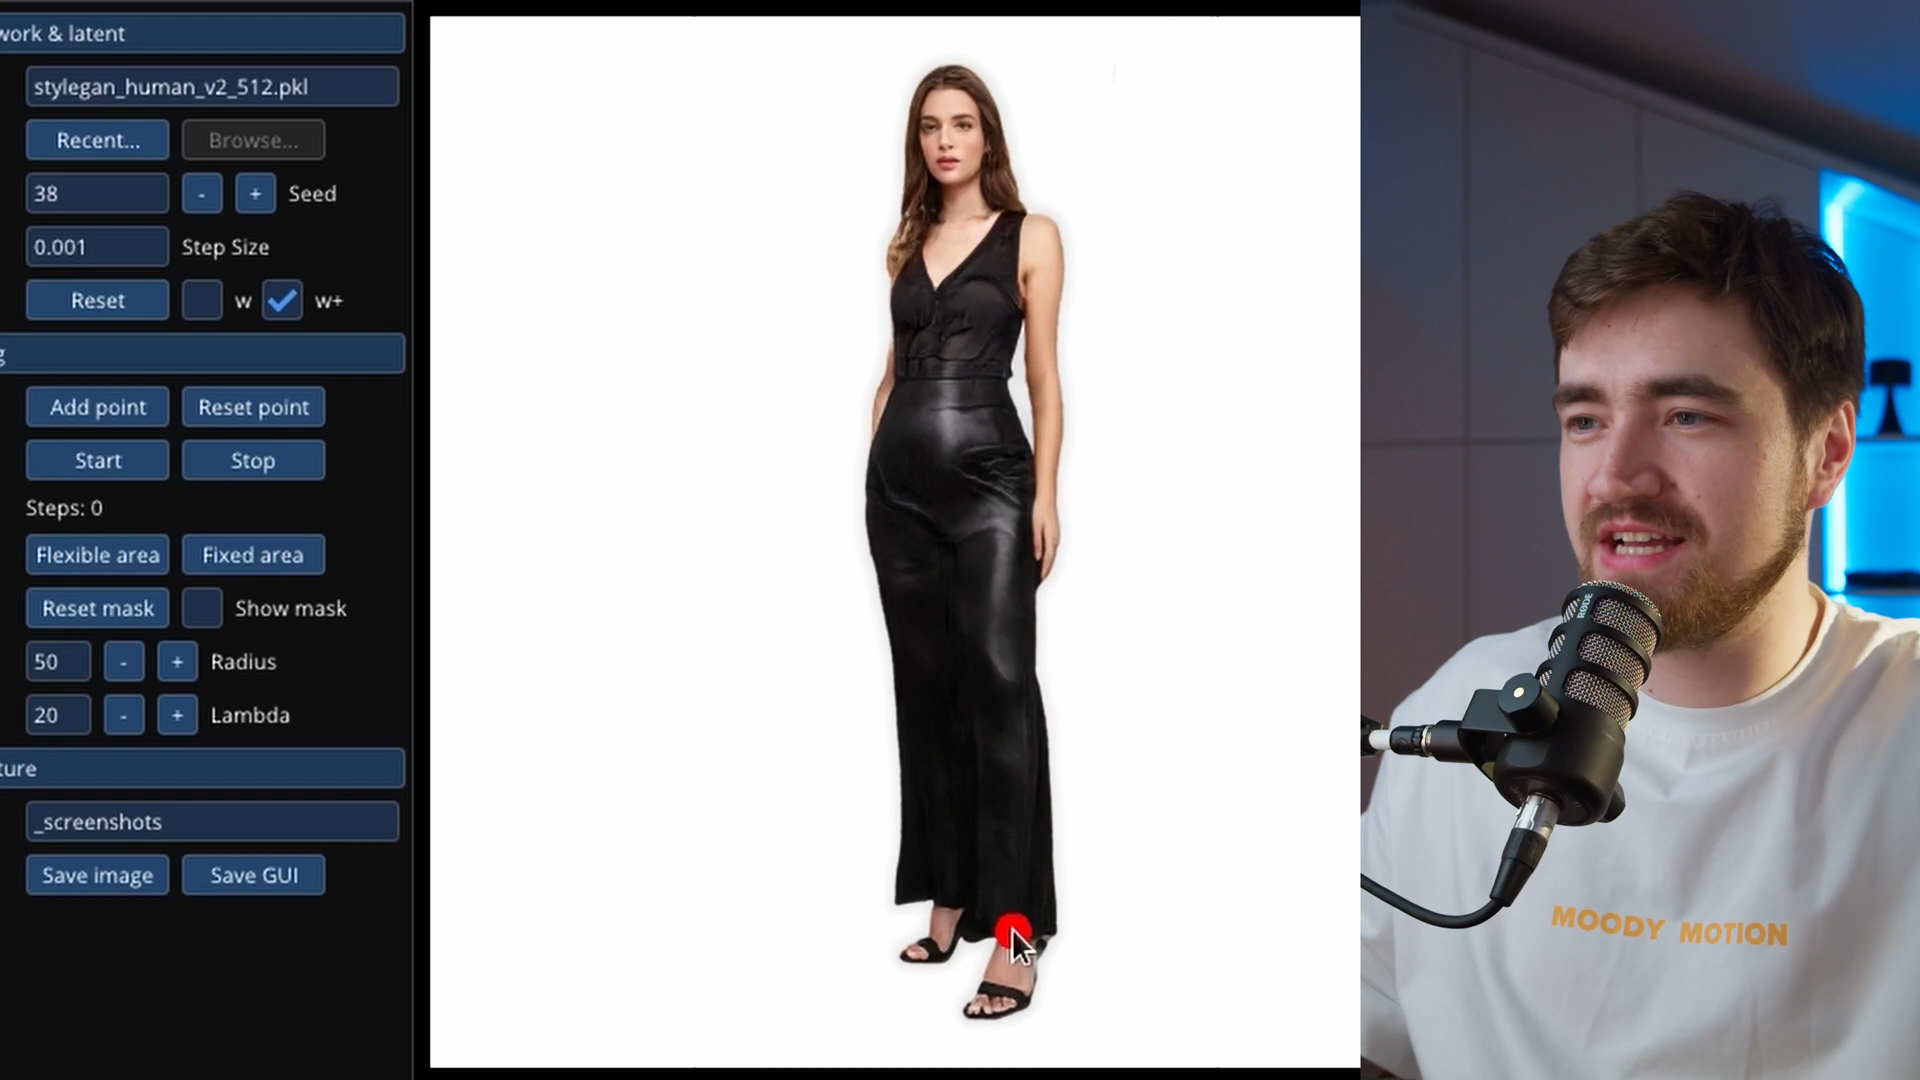 work & latent
stylegan_human_v2_512.pkl
Recent... Browse...
38 - + Seed
0.001 Step Size
Reset w w+
g
Add point Reset point
Start Stop
Steps: 0
Flexible area Fixed area
Reset mask Show mask
50 - + Radius
20 - + Lambda
ture
_screenshots
Save image Save GUI
RØDE
MOODY MOTION